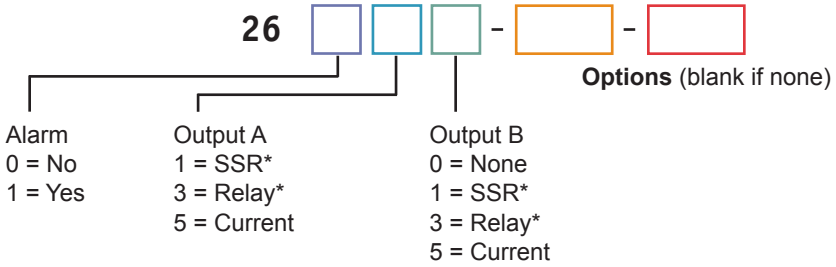 26 - -
Options (blank if none)
Alarm
0 = No
1 = Yes
Output A
1 = SSR*
3 = Relay*
5 = Current
Output B
0 = None
1 = SSR*
3 = Relay*
5 = Current